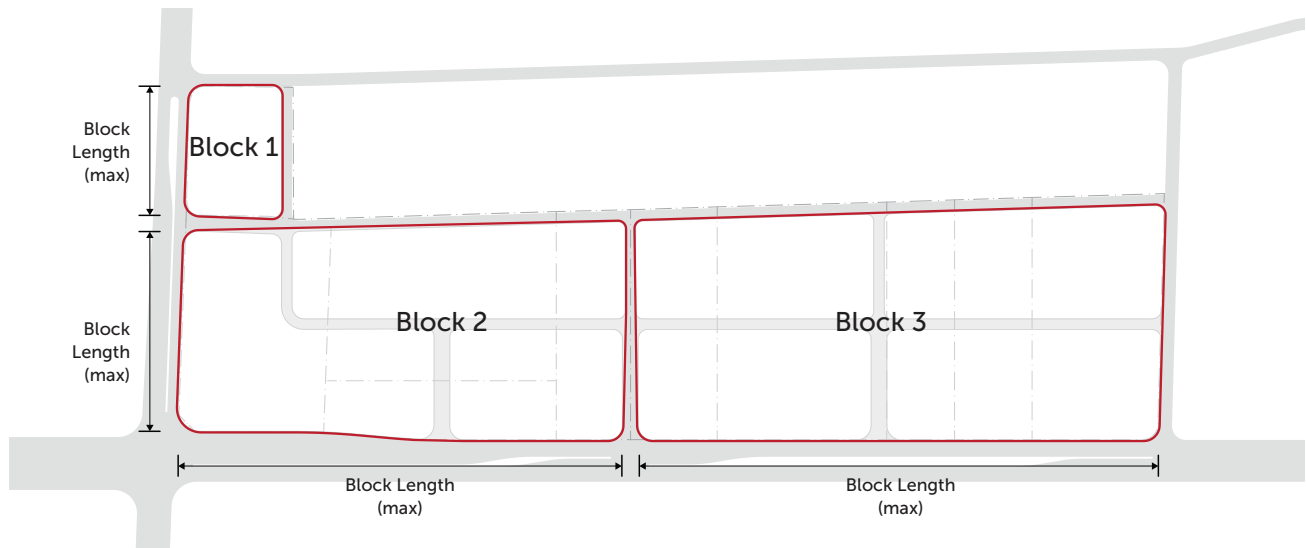 Block
Length
(max)
Block 1
Block
Length
(max)
Block 2
Block 3
Block Length
(max)
Block Length
(max)